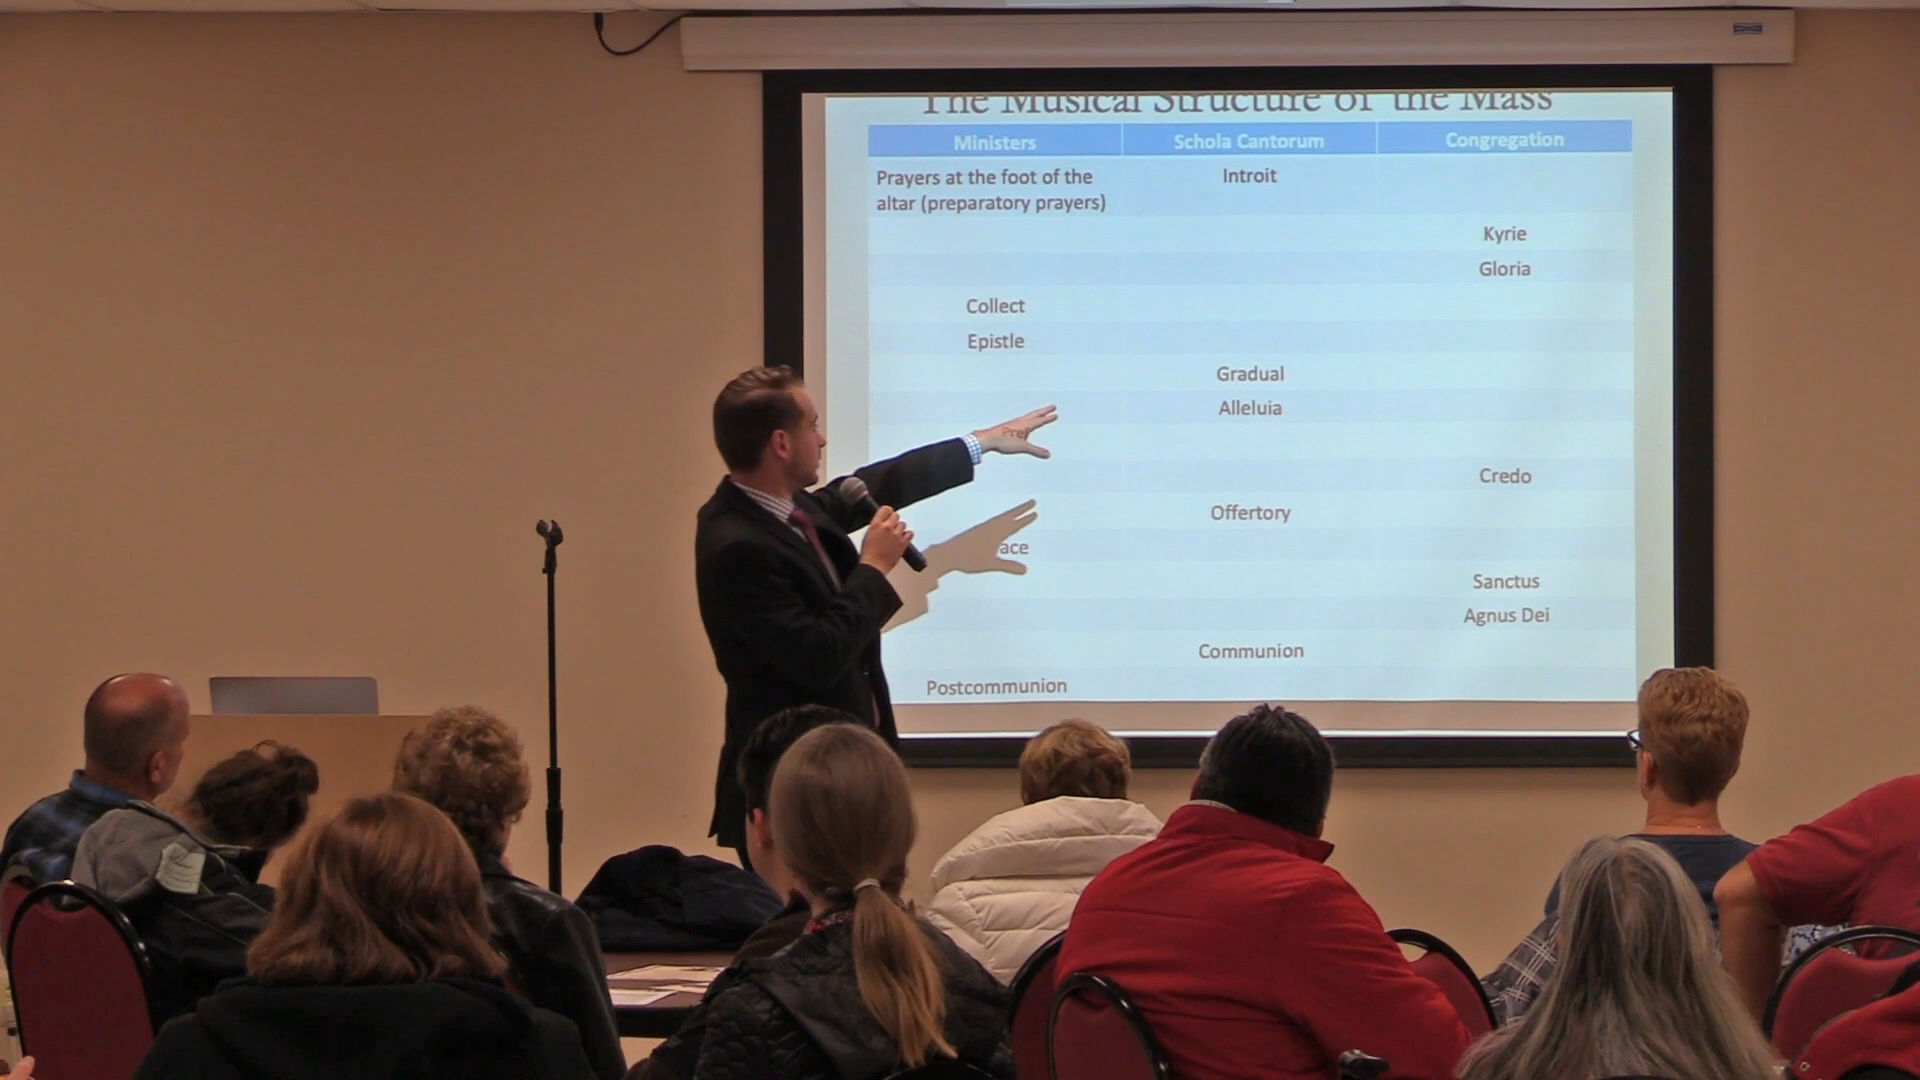 The Musical Structure of the Mass
Ministers Schola Cantorum Congregation
Prayers at the foot of the Introit
altar (preparatory prayers)
Kyrie
Gloria
Collect
Epistle
Gradual
Alleluia
Credo
Offertory
Sanctus
Agnus Dei
Communion
Postcommunion